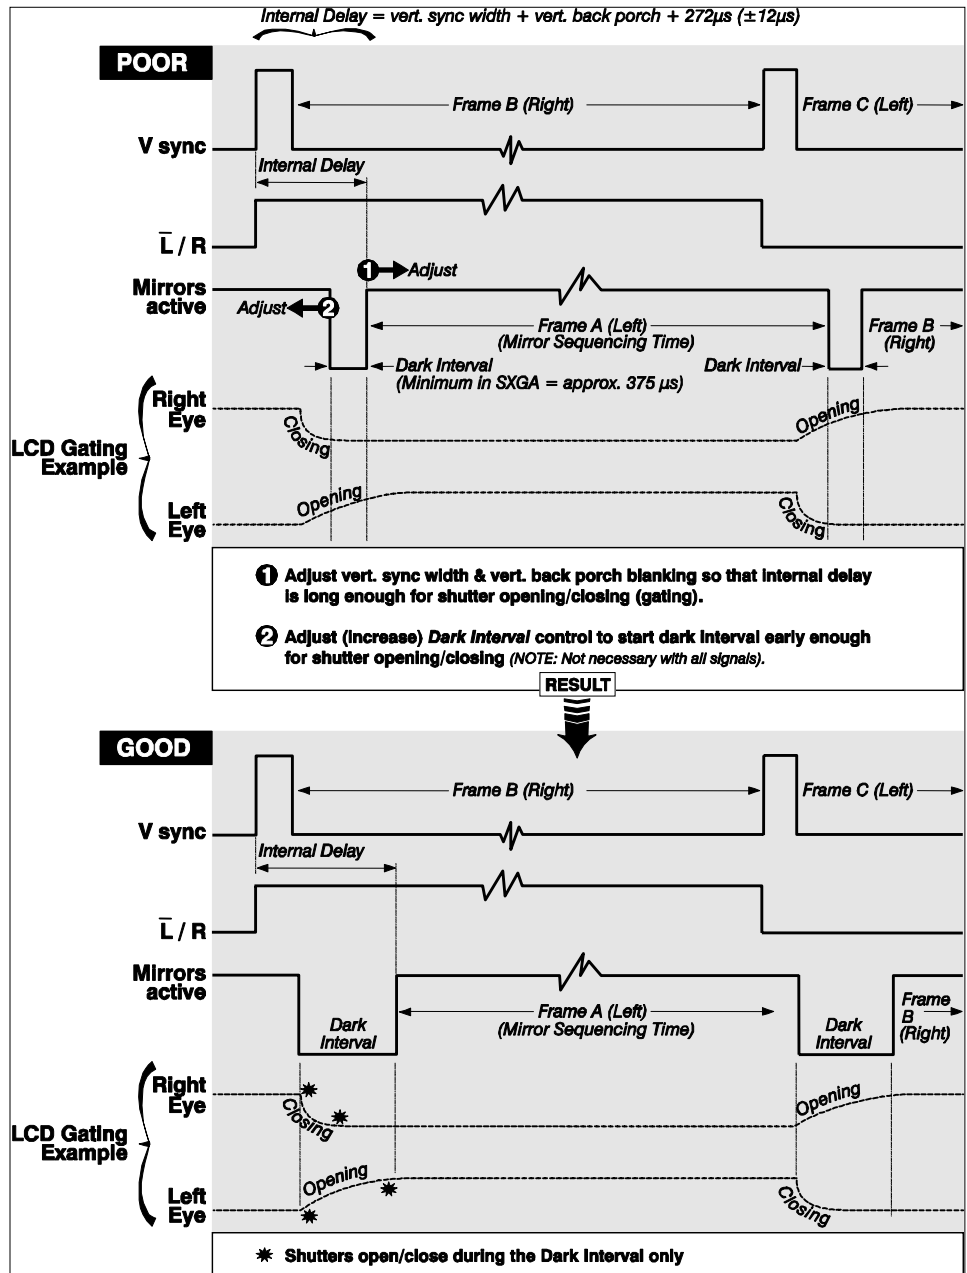 Internal Delay = vert. sync width + vert. back porch + 272µs (±12µs)
POOR
Frame B (Right)
Frame C (Left)
V sync
Internal Delay
L̅ / R
1 Adjust
Mirrors
active
Adjust 2
Frame A (Left)
(Mirror Sequencing Time)
Frame B
(Right)
Dark Interval
(Minimum in SXGA = approx. 375 µs)
Dark Interval
Right
Eye
Closing
Opening
LCD Gating
Example
Left
Eye
Opening
Closing
1 Adjust vert. sync width & vert. back porch blanking so that internal delay
is long enough for shutter opening/closing (gating).
2 Adjust (increase) Dark Interval control to start dark interval early enough
for shutter opening/closing (NOTE: Not necessary with all signals).
RESULT
GOOD
Frame B (Right)
Frame C (Left)
V sync
Internal Delay
L̅ / R
Mirrors
active
Dark
Interval
Frame A (Left)
(Mirror Sequencing Time)
Dark
Interval
Frame
B
(Right)
Right
Eye
Closing
Opening
LCD Gating
Example
Left
Eye
Opening
Closing
✷ Shutters open/close during the Dark Interval only